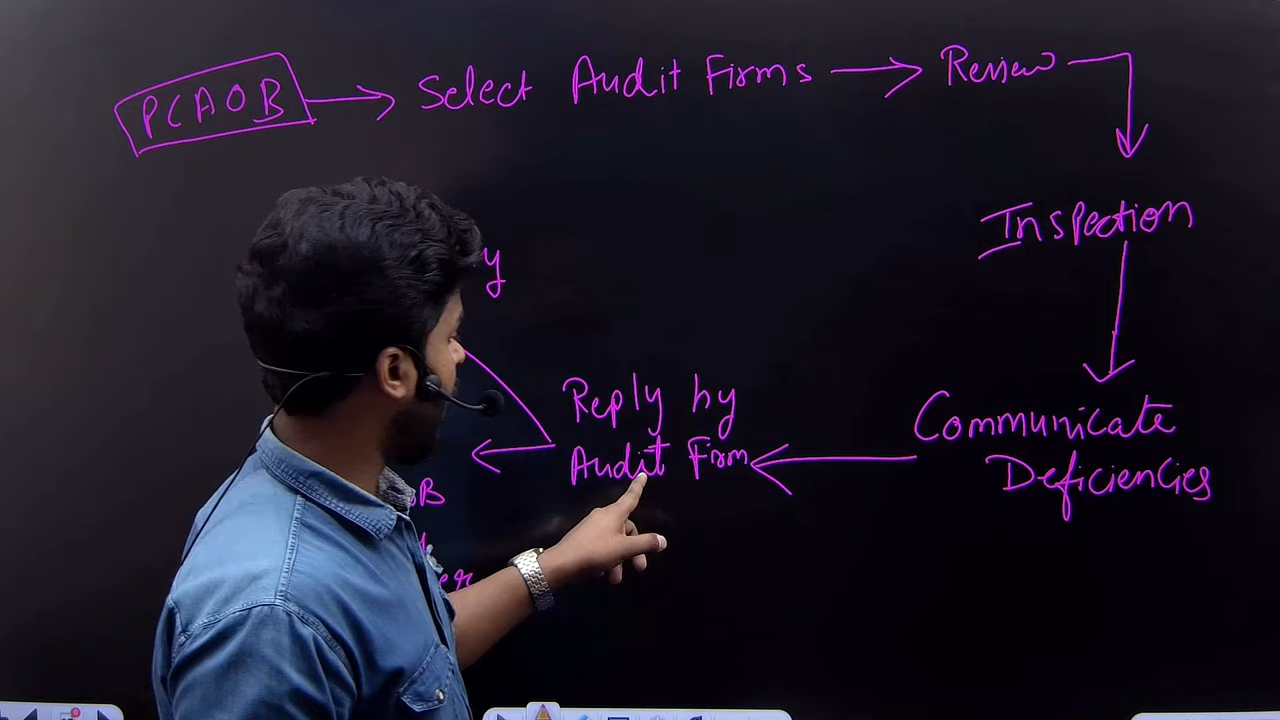 PCAOB
Select Audit Firms
Review
Inspection
Communicate
Deficiencies
Reply by
Audit Firm